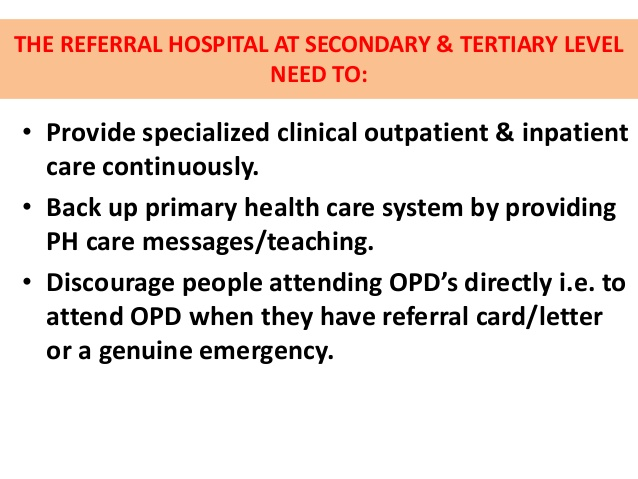 THE REFERRAL HOSPITAL AT SECONDARY & TERTIARY LEVEL
NEED TO:
• Provide specialized clinical outpatient & inpatient
care continuously.
• Back up primary health care system by providing
PH care messages/teaching.
• Discourage people attending OPD’s directly i.e. to
attend OPD when they have referral card/letter
or a genuine emergency.